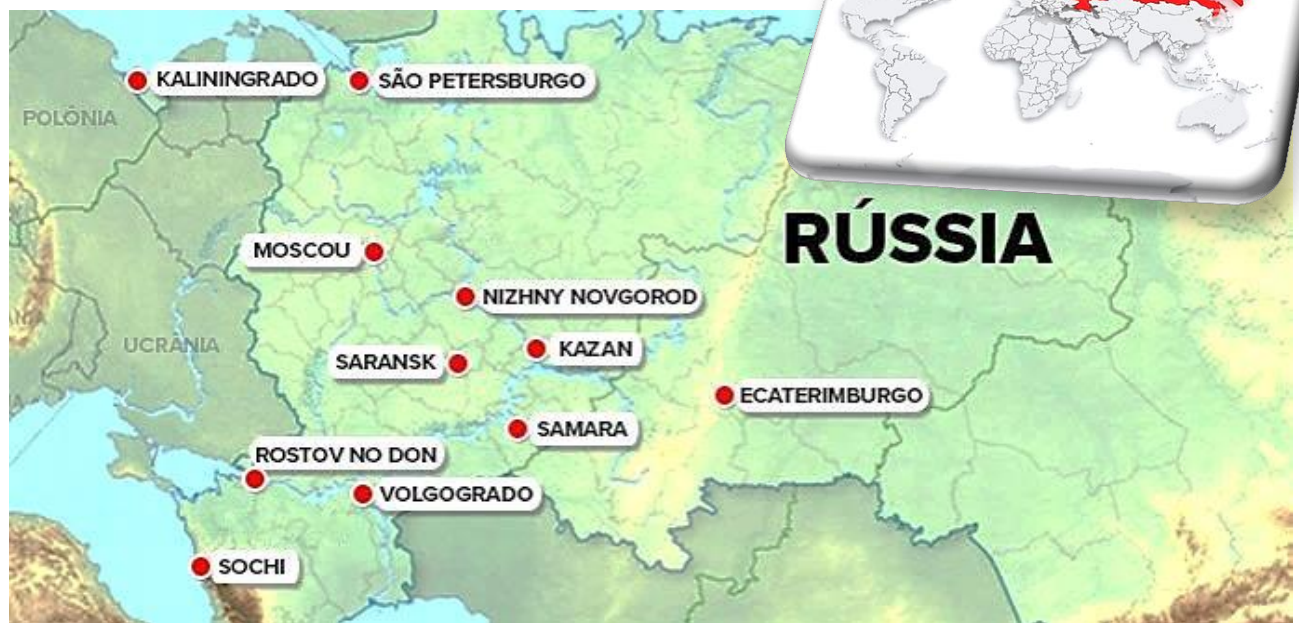 KALININGRADO
SÃO PETERSBURGO
POLÔNIA
RÚSSIA
MOSCOU
NIZHNY NOVGOROD
UCRÂNIA
KAZAN
SARANSK
ECATERIMBURGO
SAMARA
ROSTOV NO DON
VOLGOGRADO
SOCHI